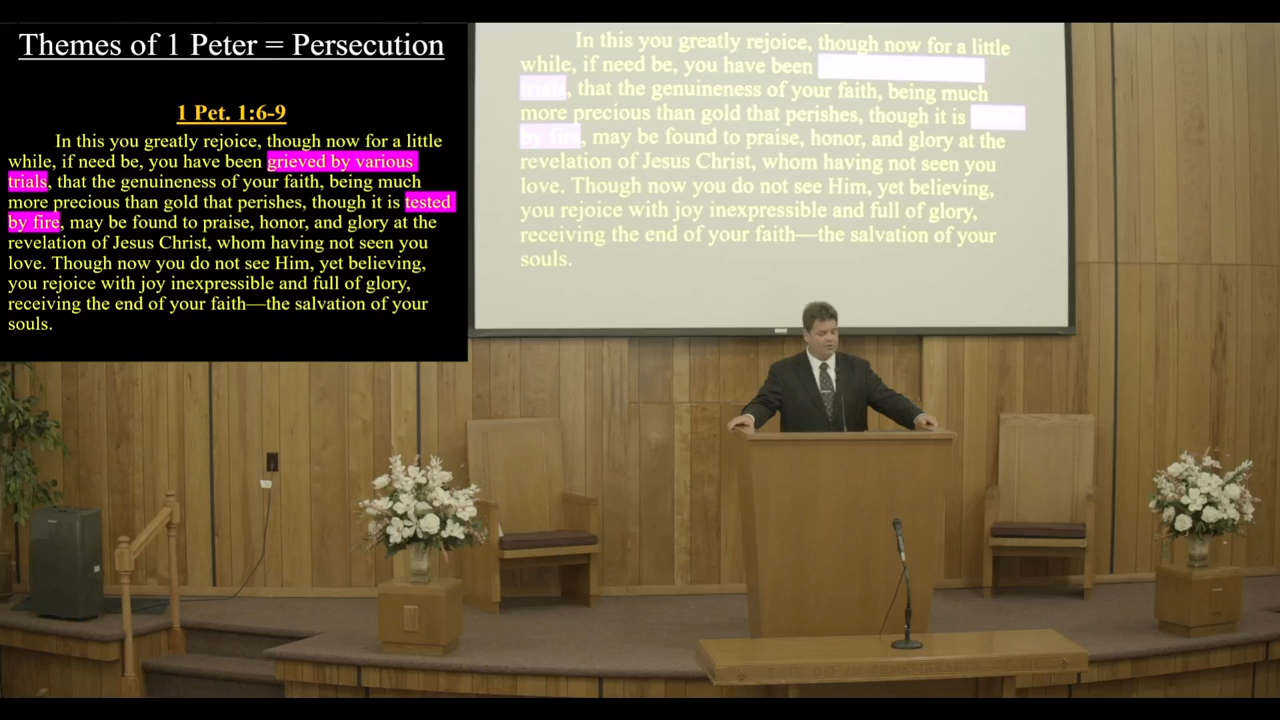 Themes of 1 Peter = Persecution
1 Pet. 1:6-9
In this you greatly rejoice, though now for a little
while, if need be, you have been grieved by various
trials, that the genuineness of your faith, being much
more precious than gold that perishes, though it is tested
by fire, may be found to praise, honor, and glory at the
revelation of Jesus Christ, whom having not seen you
love. Though now you do not see Him, yet believing,
you rejoice with joy inexpressible and full of glory,
receiving the end of your faith—the salvation of your
souls.
In this you greatly rejoice, though now for a little
while, if need be, you have been
trials, that the genuineness of your faith, being much
more precious than gold that perishes, though it is
by fire, may be found to praise, honor, and glory at the
revelation of Jesus Christ, whom having not seen you
love. Though now you do not see Him, yet believing,
you rejoice with joy inexpressible and full of glory,
receiving the end of your faith—the salvation of your
souls.